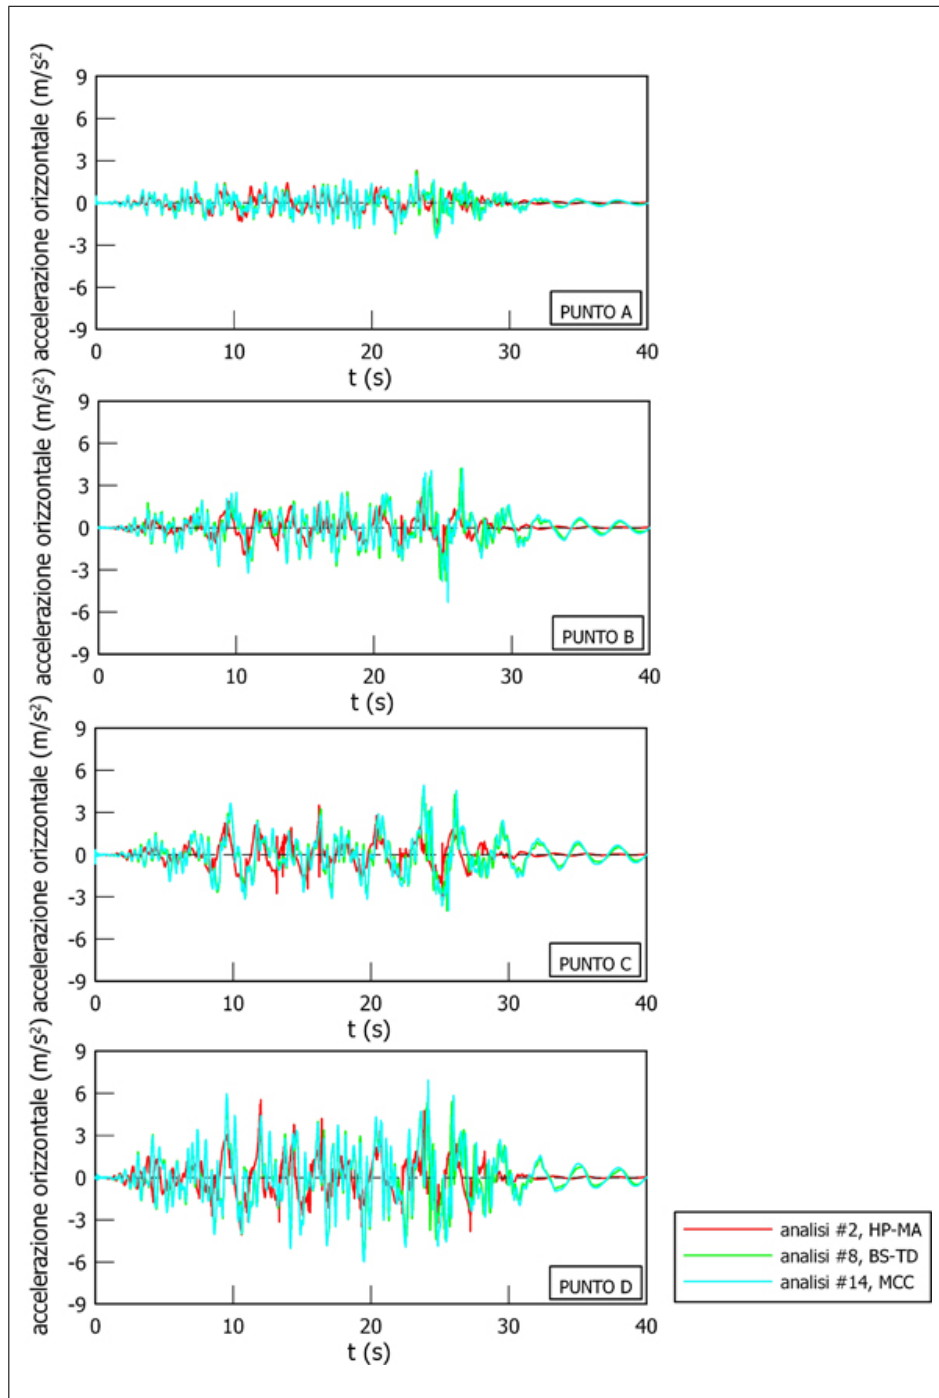 accelerazione orizzontale (m/s²)
9
6
3
0
-3
-6
-9
PUNTO A
0 10 20 30 40
t (s)
accelerazione orizzontale (m/s²)
9
6
3
0
-3
-6
-9
PUNTO B
0 10 20 30 40
t (s)
accelerazione orizzontale (m/s²)
9
6
3
0
-3
-6
-9
PUNTO C
0 10 20 30 40
t (s)
accelerazione orizzontale (m/s²)
9
6
3
0
-3
-6
-9
PUNTO D
0 10 20 30 40
t (s)
analisi #2, HP-MA
analisi #8, BS-TD
analisi #14, MCC